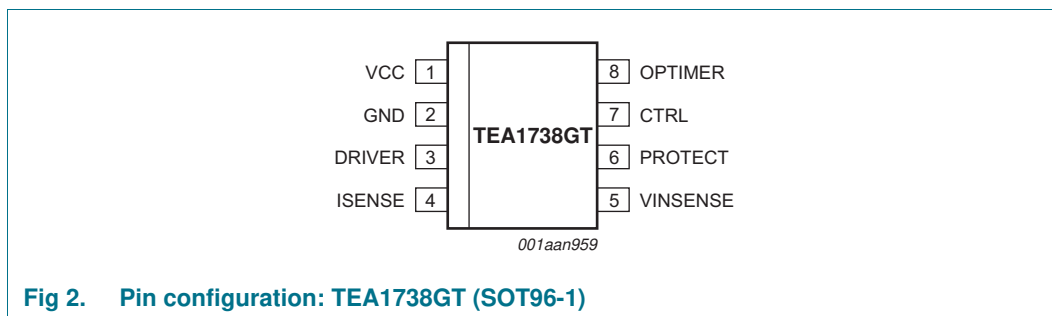 VCC 1 8 OPTIMER
GND 2 7 CTRL
TEA1738GT
DRIVER 3 6 PROTECT
ISENSE 4 5 VINSENSE
001aan959
Fig 2. Pin configuration: TEA1738GT (SOT96-1)